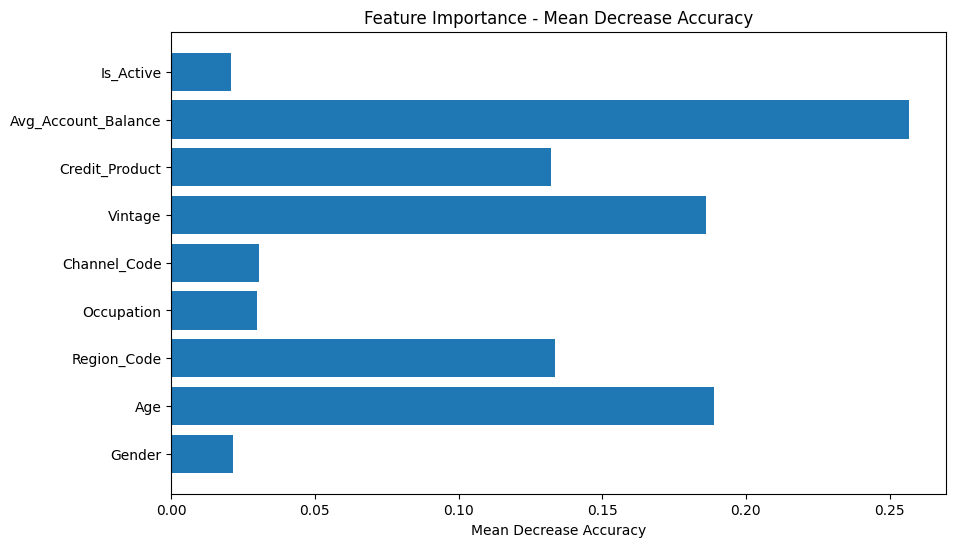 Feature Importance - Mean Decrease Accuracy
Is_Active
Avg_Account_Balance
Credit_Product
Vintage
Channel_Code
Occupation
Region_Code
Age
Gender
0.00 0.05 0.10 0.15 0.20 0.25
Mean Decrease Accuracy